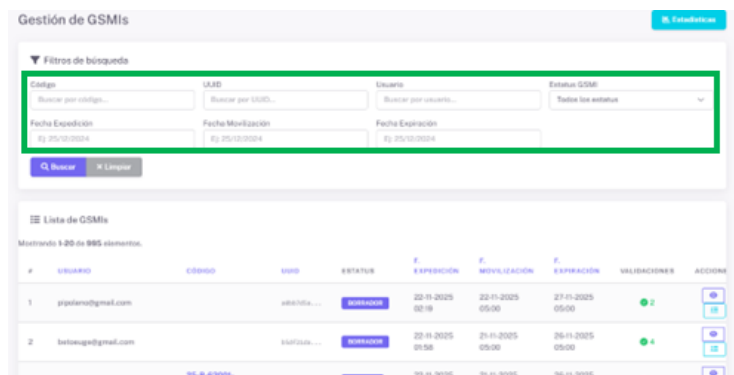 Gestión de GSMIs
Estadísticas
Filtros de búsqueda
Código UUID Usuario Estatus GSMI
Buscar por código... Buscar por UUID... Buscar por usuario... Todos los estatus
Fecha Expedición Fecha Movilización Fecha Expiración
Ej: 25/12/2024 Ej: 25/12/2024 Ej: 25/12/2024
Buscar × Limpiar
Lista de GSMIs
Mostrando 1-20 de 995 elementos.
# USUARIO CÓDIGO UUID ESTATUS F. EXPEDICIÓN F. MOVILIZACIÓN F. EXPIRACIÓN VALIDACIONES ACCIONE
1 pipolano@gmail.com BORRADOR 22-11-2025 22-11-2025 27-11-2025 2
02:19 05:00 05:00
2 betoeuge@gmail.com BORRADOR 22-11-2025 21-11-2025 26-11-2025 4
01:58 05:00 05:00